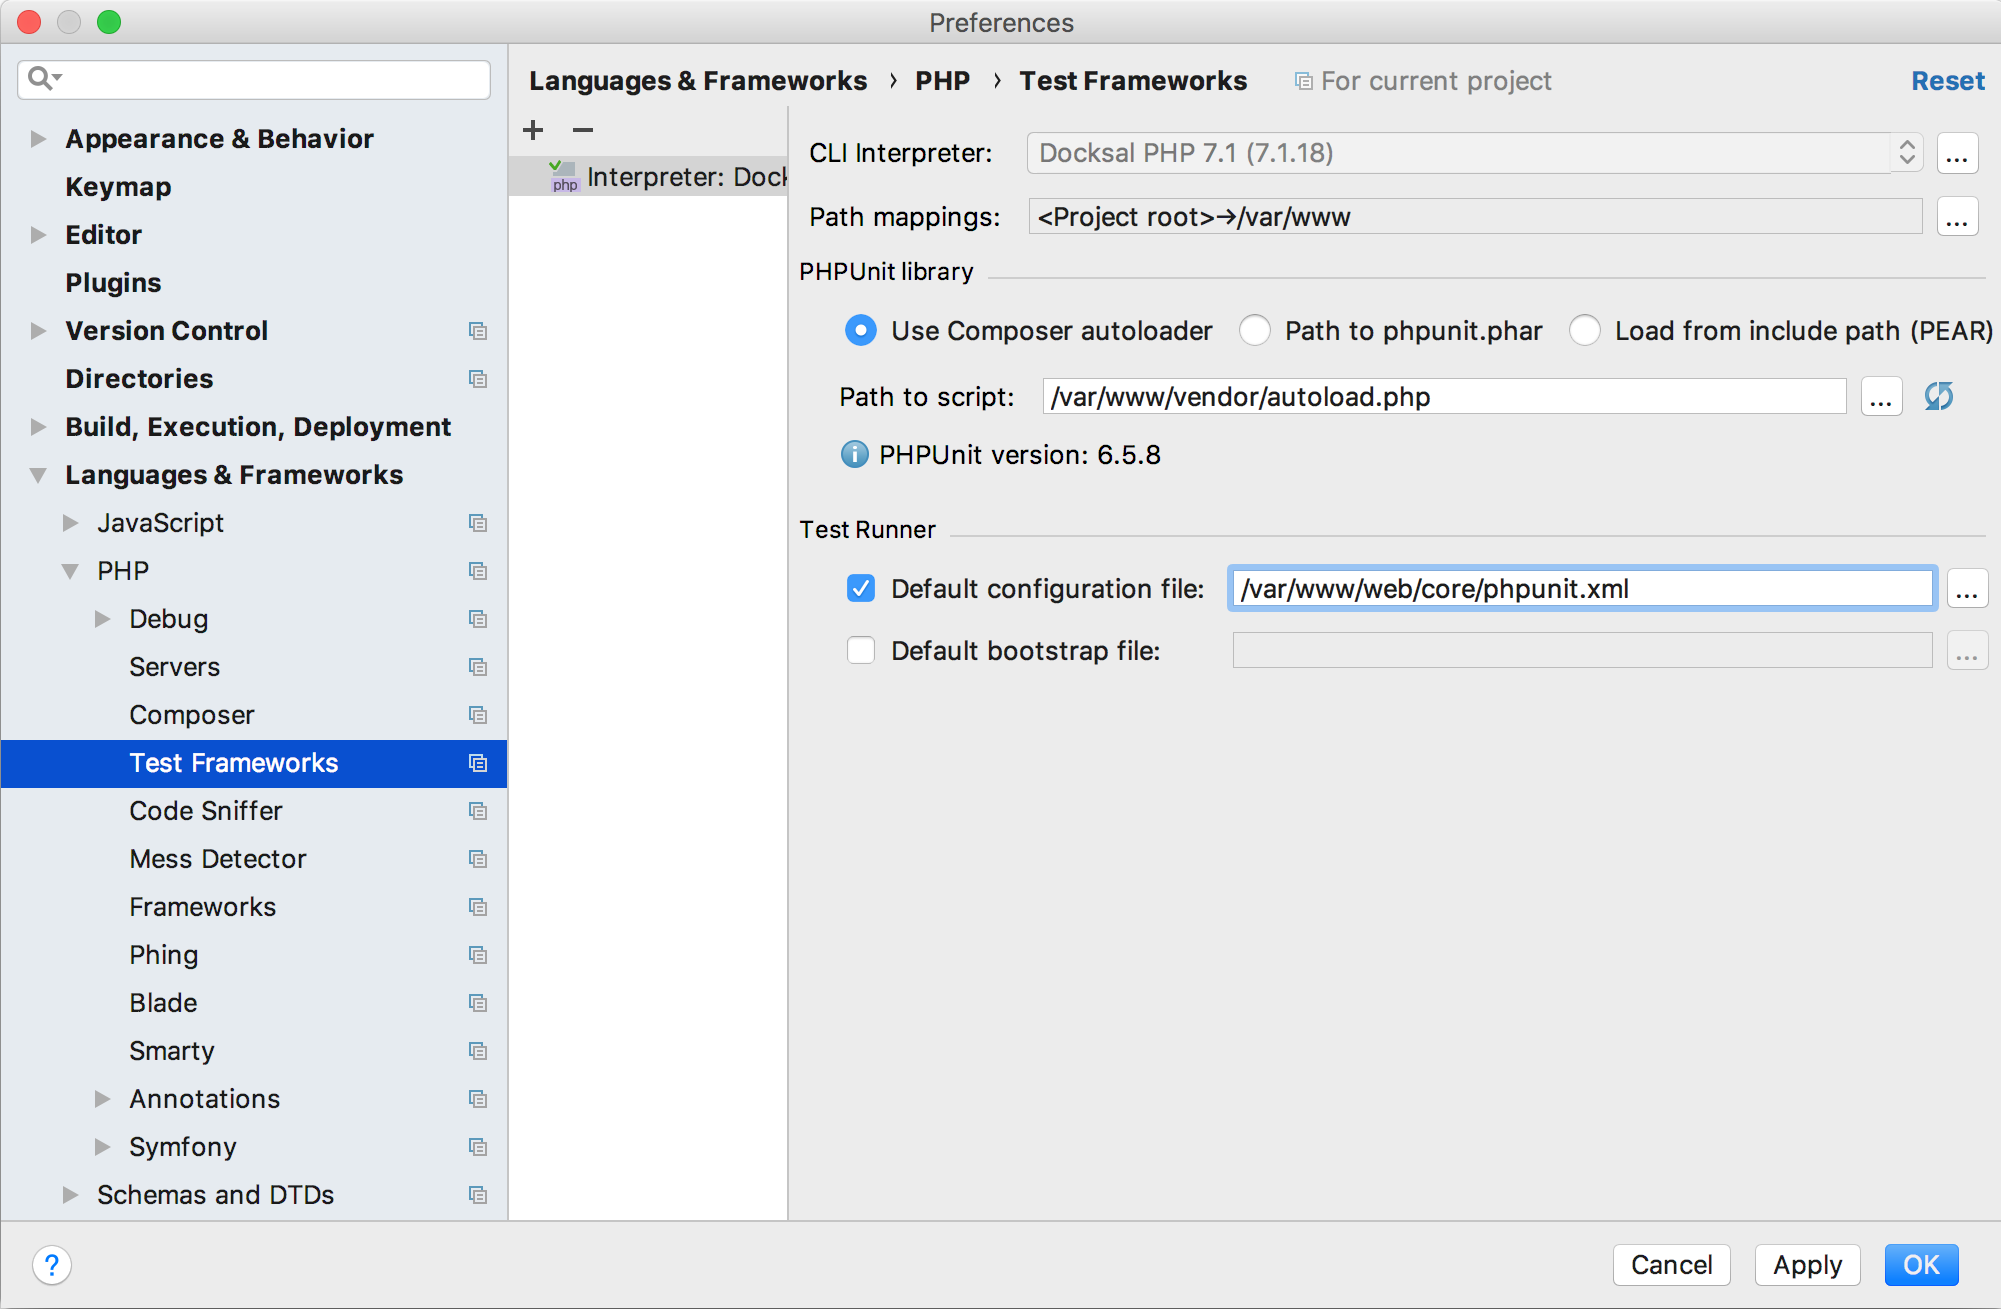 Preferences
Appearance & Behavior
Keymap
Editor
Plugins
Version Control
Directories
Build, Execution, Deployment
Languages & Frameworks
JavaScript
PHP
Debug
Servers
Composer
Test Frameworks
Code Sniffer
Mess Detector
Frameworks
Phing
Blade
Smarty
Annotations
Symfony
Schemas and DTDs
Languages & Frameworks › PHP › Test Frameworks For current project Reset
+ −
php Interpreter: Dock
CLI Interpreter: Docksal PHP 7.1 (7.1.18) ...
Path mappings: <Project root>→/var/www ...
PHPUnit library
Use Composer autoloader Path to phpunit.phar Load from include path (PEAR)
Path to script: /var/www/vendor/autoload.php ...
i PHPUnit version: 6.5.8
Test Runner
Default configuration file: /var/www/web/core/phpunit.xml ...
Default bootstrap file: ...
? Cancel Apply OK